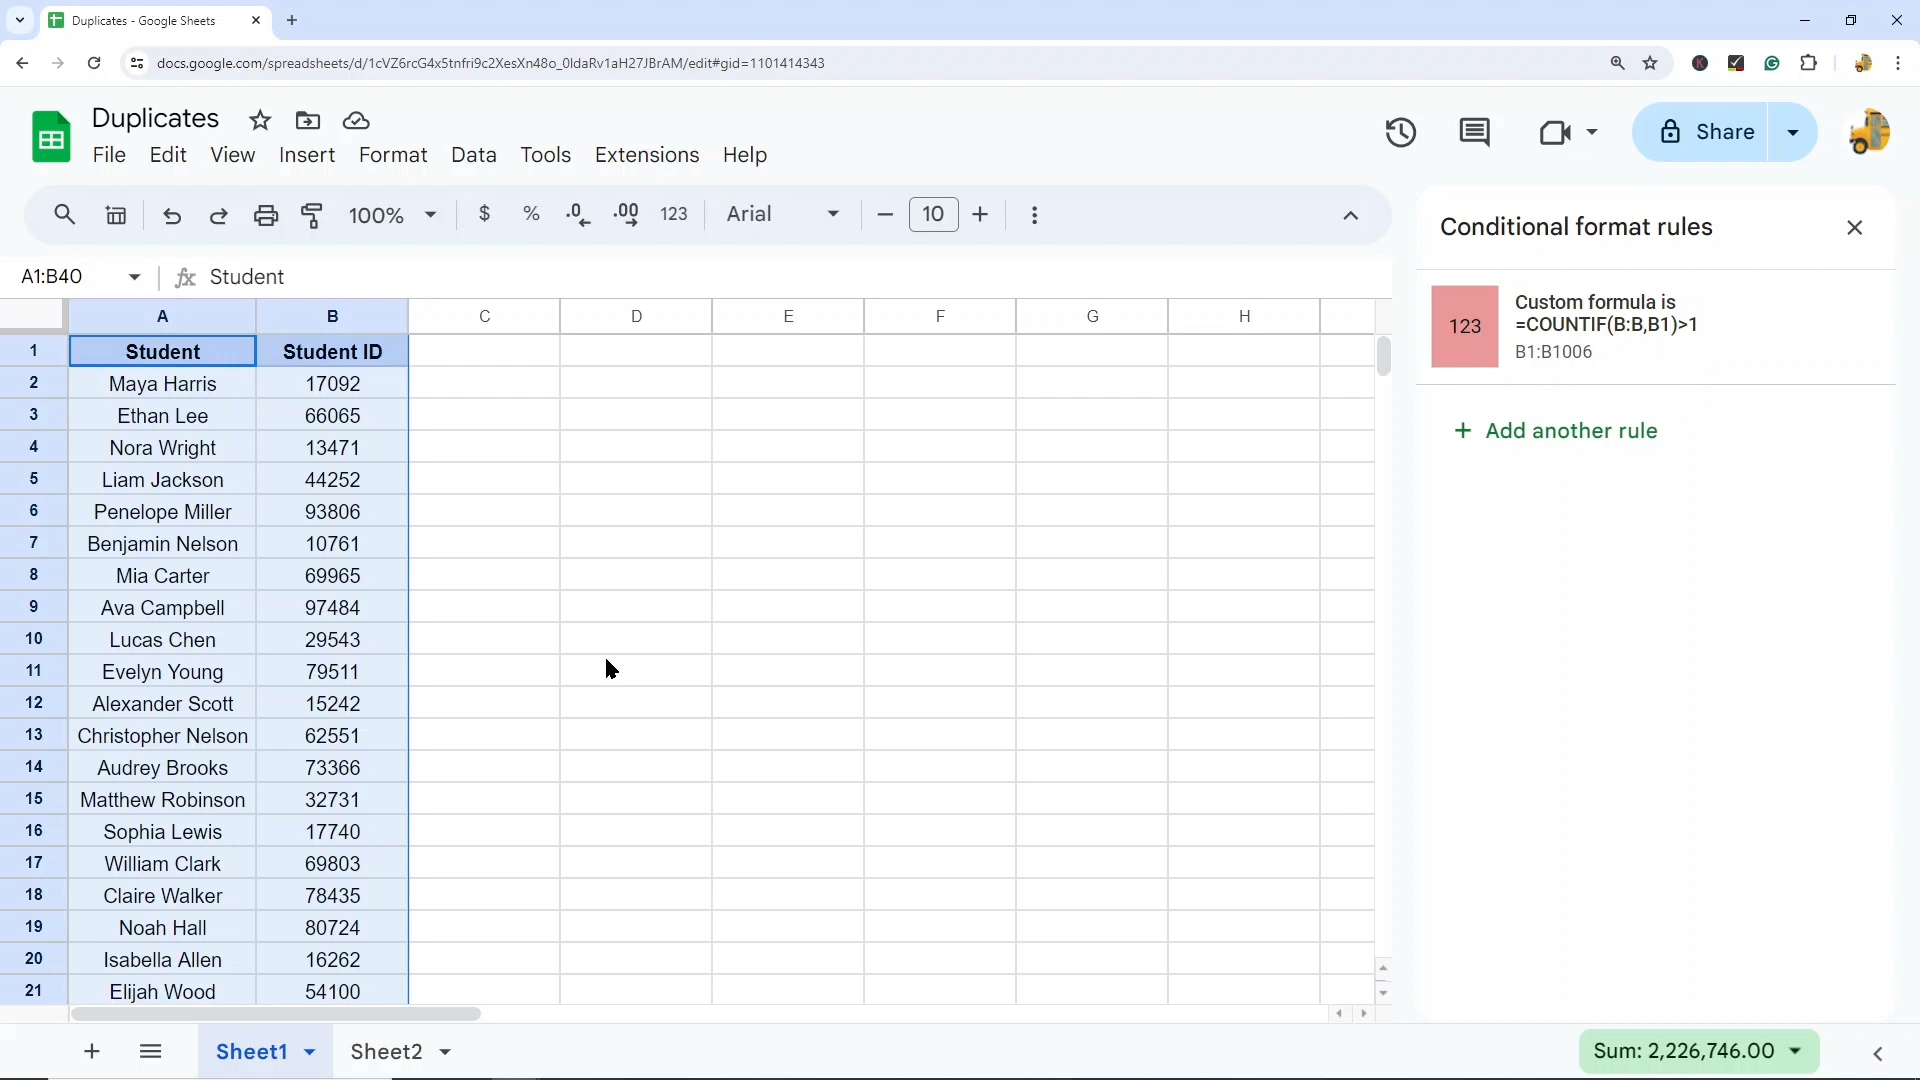 Duplicates - Google Sheets
docs.google.com/spreadsheets/d/1cVZ6rcG4x5tnfri9c2XesXn48o_0IdaRv1aH27JBrAM/edit#gid=1101414343
Duplicates
File Edit View Insert Format Data Tools Extensions Help
Share
100% $ % .0 .00 123 Arial 10
Conditional format rules
A1:B40 fx Student
A B C D E F G H
123
Custom formula is
=COUNTIF(B:B,B1)>1
B1:B1006
+ Add another rule
1 Student Student ID
2 Maya Harris 17092
3 Ethan Lee 66065
4 Nora Wright 13471
5 Liam Jackson 44252
6 Penelope Miller 93806
7 Benjamin Nelson 10761
8 Mia Carter 69965
9 Ava Campbell 97484
10 Lucas Chen 29543
11 Evelyn Young 79511
12 Alexander Scott 15242
13 Christopher Nelson 62551
14 Audrey Brooks 73366
15 Matthew Robinson 32731
16 Sophia Lewis 17740
17 William Clark 69803
18 Claire Walker 78435
19 Noah Hall 80724
20 Isabella Allen 16262
21 Elijah Wood 54100
Sheet1 Sheet2 Sum: 2,226,746.00